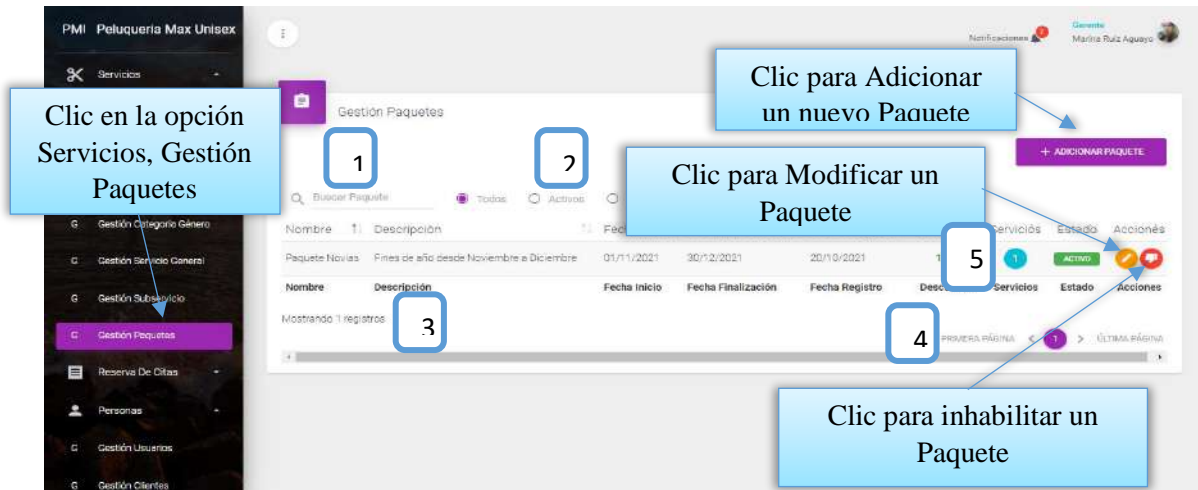 PMI Peluqueria Max Unisex
Notificaciones 2
Gerente
Marina Ruiz Aguayo
Servicios
Clic para Adicionar
un nuevo Paquete
Clic en la opción
Servicios, Gestión
Paquetes
Gestión Paquetes
1
2
+ ADICIONAR PAQUETE
Clic para Modificar un
Paquete
Buscar Paquete
Todos
Activos
G Gestión Categoria Género
Nombre Descripción Servicios Estado Acciones
5
G Gestión Servicio General
Paquete Novias Fines de año desde Noviembre a Diciembre 01/11/2021 30/12/2021 20/10/2021 1 ACTIVO
Nombre Descripción Fecha Inicio Fecha Finalización Fecha Registro Servicios Estado Acciones
G Gestión Subservicio
Mostrando 1 registros
3
4
G Gestión Paquetes
PRIMERA PÁGINA < 1 > ÚLTIMA PÁGINA
Reserva De Citas
Personas
Clic para inhabilitar un
Paquete
G Gestión Usuarios
G Gestión Clientes